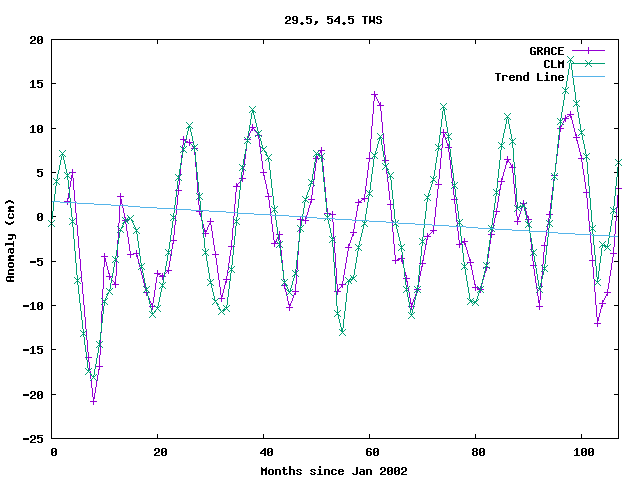 29.5, 54.5 TWS
GRACE
CLM
Trend Line
20
15
10
5
0
-5
-10
-15
-20
-25
Anomaly (cm)
0 20 40 60 80 100
Months since Jan 2002